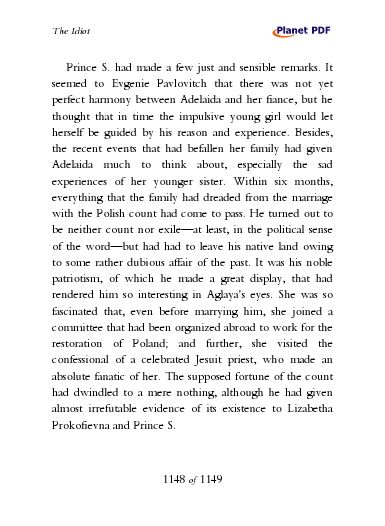 The Idiot
Planet PDF
Prince S. had made a few just and sensible remarks. It
seemed to Evgenie Pavlovitch that there was not yet
perfect harmony between Adelaida and her fiance, but he
thought that in time the impulsive young girl would let
herself be guided by his reason and experience. Besides,
the recent events that had befallen her family had given
Adelaida much to think about, especially the sad
experiences of her younger sister. Within six months,
everything that the family had dreaded from the marriage
with the Polish count had come to pass. He turned out to
be neither count nor exile—at least, in the political sense
of the word—but had had to leave his native land owing
to some rather dubious affair of the past. It was his noble
patriotism, of which he made a great display, that had
rendered him so interesting in Aglaya's eyes. She was so
fascinated that, even before marrying him, she joined a
committee that had been organized abroad to work for the
restoration of Poland; and further, she visited the
confessional of a celebrated Jesuit priest, who made an
absolute fanatic of her. The supposed fortune of the count
had dwindled to a mere nothing, although he had given
almost irrefutable evidence of its existence to Lizabetha
Prokofievna and Prince S.
1148 of 1149